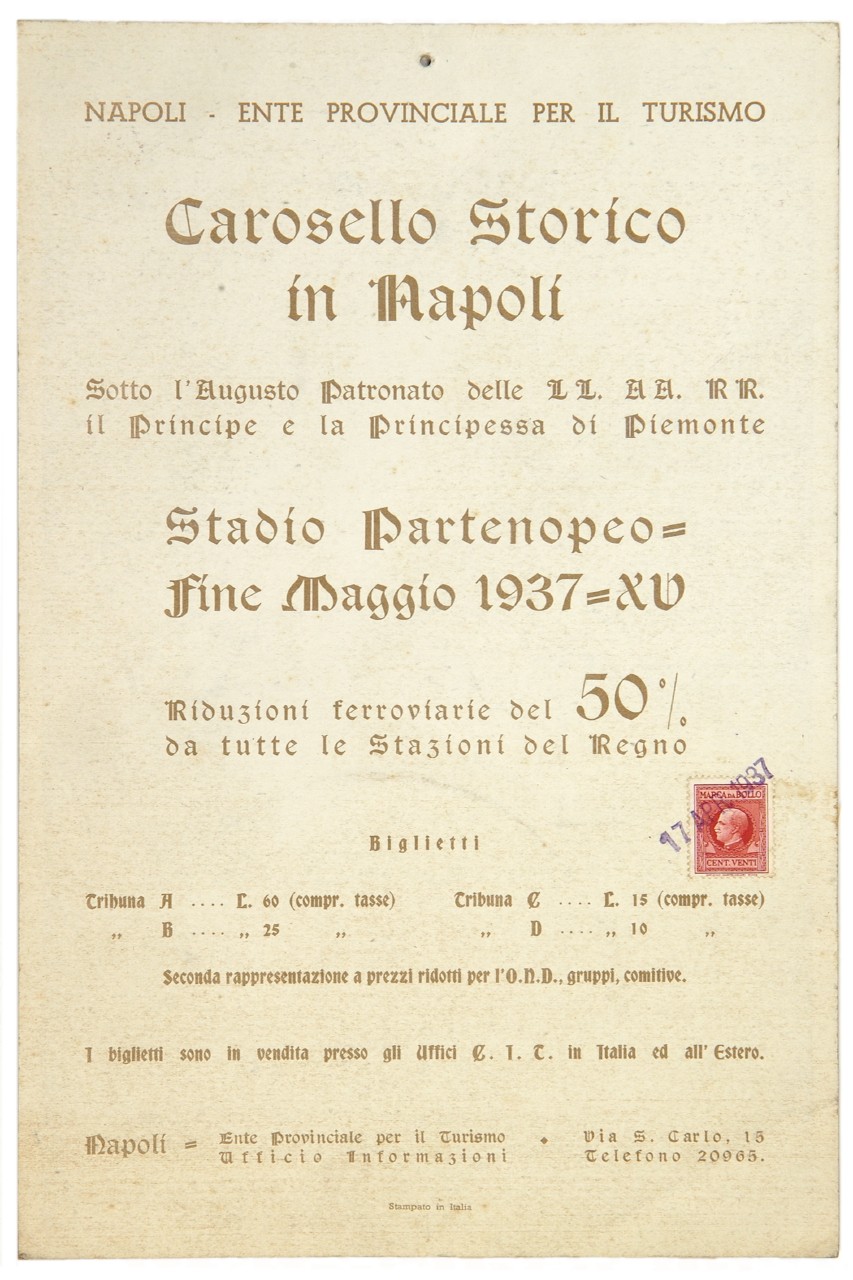 NAPOLI - ENTE PROVINCIALE PER IL TURISMO
Carosello Storico
in Napoli
Sotto l'Augusto Patronato delle LL. AA. RR.
il Principe e la Principessa di Piemonte
Stadio Partenopeo=
Fine Maggio 1937=XV
Riduzioni ferroviarie del 50%
da tutte le Stazioni del Regno
17 APR. 1937
MARCA DA BOLLO
CENT. VENTI
Biglietti
Tribuna A .... L. 60 (compr. tasse) Tribuna C .... L. 15 (compr. tasse)
„ B .... „ 25 „ „ D .... „ 10 „
Seconda rappresentazione a prezzi ridotti per l'O.N.D., gruppi, comitive.
I biglietti sono in vendita presso gli Uffici C. I. T. in Italia ed all'Estero.
Napoli = Ente Provinciale per il Turismo ◆ Via S. Carlo, 15
Ufficio Informazioni Telefono 20965.
Stampato in Italia